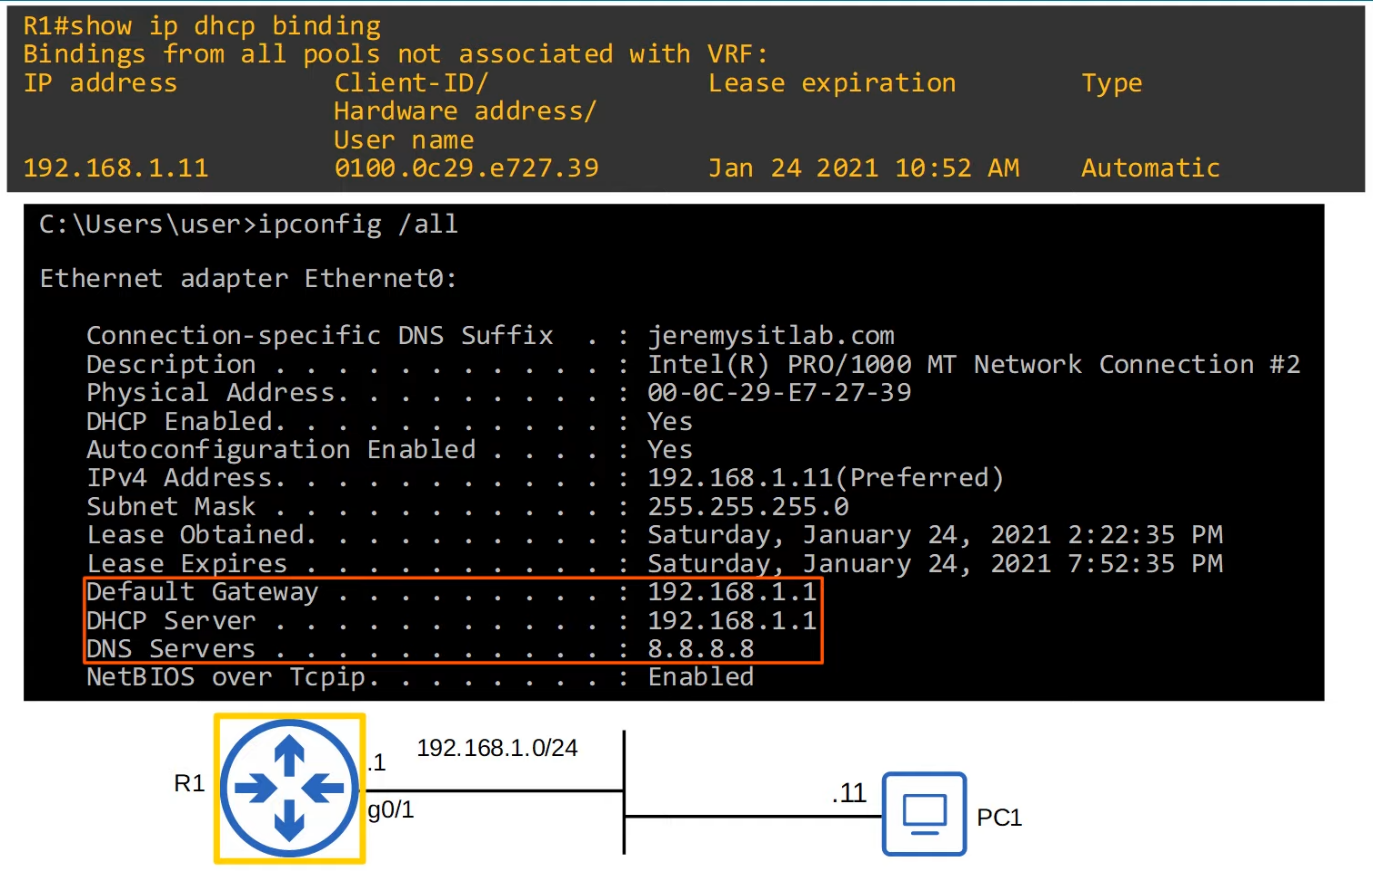 R1#show ip dhcp binding
Bindings from all pools not associated with VRF:
IP address Client-ID/ Lease expiration Type
Hardware address/
User name
192.168.1.11 0100.0c29.e727.39 Jan 24 2021 10:52 AM Automatic
C:\Users\user>ipconfig /all
Ethernet adapter Ethernet0:
Connection-specific DNS Suffix . : jeremysitlab.com
Description . . . . . . . . . . . : Intel(R) PRO/1000 MT Network Connection #2
Physical Address. . . . . . . . . : 00-0C-29-E7-27-39
DHCP Enabled. . . . . . . . . . . : Yes
Autoconfiguration Enabled . . . . : Yes
IPv4 Address. . . . . . . . . . . : 192.168.1.11(Preferred)
Subnet Mask . . . . . . . . . . . : 255.255.255.0
Lease Obtained. . . . . . . . . . : Saturday, January 24, 2021 2:22:35 PM
Lease Expires . . . . . . . . . . : Saturday, January 24, 2021 7:52:35 PM
Default Gateway . . . . . . . . . : 192.168.1.1
DHCP Server . . . . . . . . . . . : 192.168.1.1
DNS Servers . . . . . . . . . . . : 8.8.8.8
NetBIOS over Tcpip. . . . . . . . : Enabled
192.168.1.0/24
.1
R1
g0/1
.11
PC1